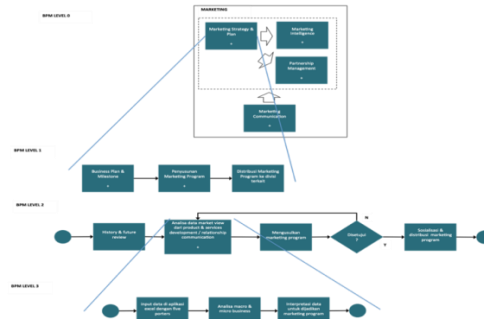 BPM LEVEL 0
MARKETING
Marketing Strategy &
Plan
+
Marketing
Intelligence
+
Partnership
Management
+
Marketing
Communication
+
BPM LEVEL 1
Business Plan &
Milestone
+
Penyusunan
Marketing Program
+
Distribusi Marketing
Program ke divisi
terkait
BPM LEVEL 2
History & future
review
Analisa data market view
dari product & services
development / relationship
communication
+
Mengusulkan
marketing program
Disetujui
?
N
Y
Sosialisasi &
distribusi marketing
program
BPM LEVEL 3
Input data di aplikasi
excel dengan five
porters
Analisa macro &
micro business
Interpretasi data
untuk dijadikan
marketing program